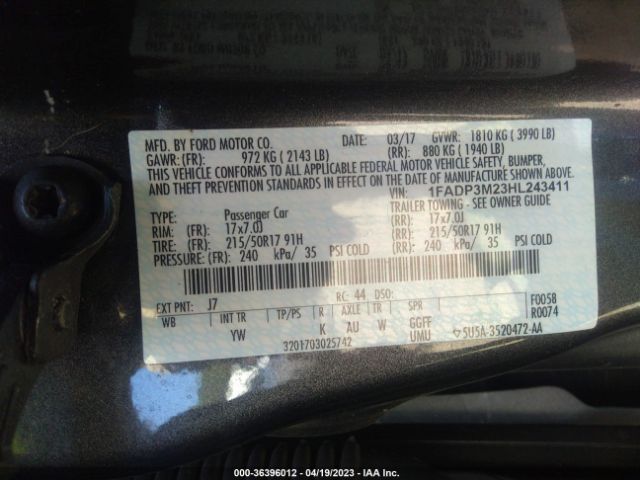 MFD. BY FORD MOTOR CO. DATE: 03/17 GVWR: 1810 KG ( 3990 LB)
GAWR: (FR): 972 KG ( 2143 LB) (RR): 880 KG ( 1940 LB)
THIS VEHICLE CONFORMS TO ALL APPLICABLE FEDERAL MOTOR VEHICLE SAFETY, BUMPER,
AND THEFT PREVENTION STANDARDS IN EFFECT ON THE DATE OF MANUFACTURE SHOWN ABOVE.
VIN: 1FADP3M23HL243411
TYPE: Passenger Car TRAILER TOWING - SEE OWNER GUIDE
RIM: (FR): 17x7.0J (RR): 17x7.0J
TIRE: (FR): 215/50R17 91H (RR): 215/50R17 91H
PRESSURE: (FR): 240 kPa/ 35 PSI COLD (RR): 240 kPa/ 35 PSI COLD
EXT PNT: J7 RC: 44 DSO: F0058
WB INT TR TP/PS R AXLE TR SPR R0074
YW K AU W GGFF
3201703025742 UMU 5U5A-3520472-AA
000-36396012 - 04/19/2023 - IAA Inc.